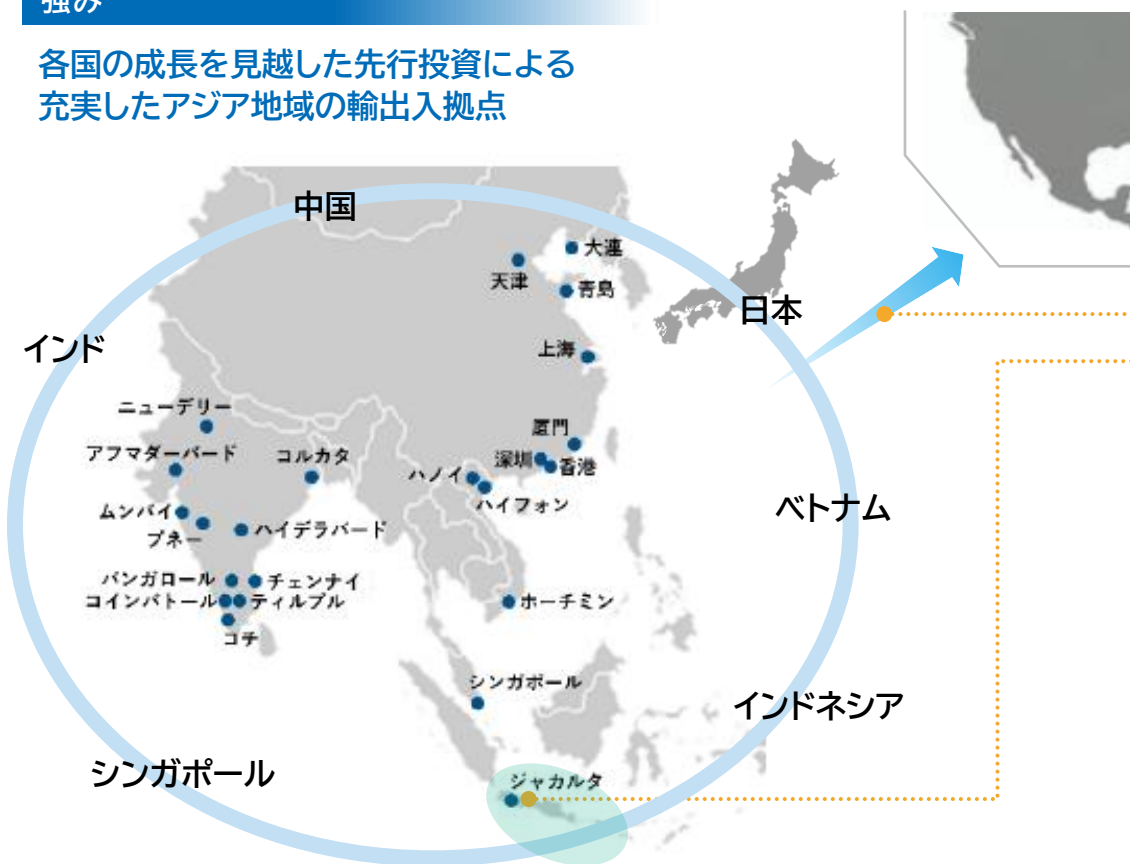 強み
各国の成長を見越した先行投資による
充実したアジア地域の輸出入拠点
中国
大連
天津
青島
日本
上海
インド
ニューデリー
厦門
アフマダーバード
コルカタ
深圳
香港
ハノイ
ハイフォン
ムンバイ
プネー
ハイデラバード
ベトナム
バンガロール
チェンナイ
コインバトール
ティルプル
ホーチミン
コチ
シンガポール
インドネシア
シンガポール
ジャカルタ